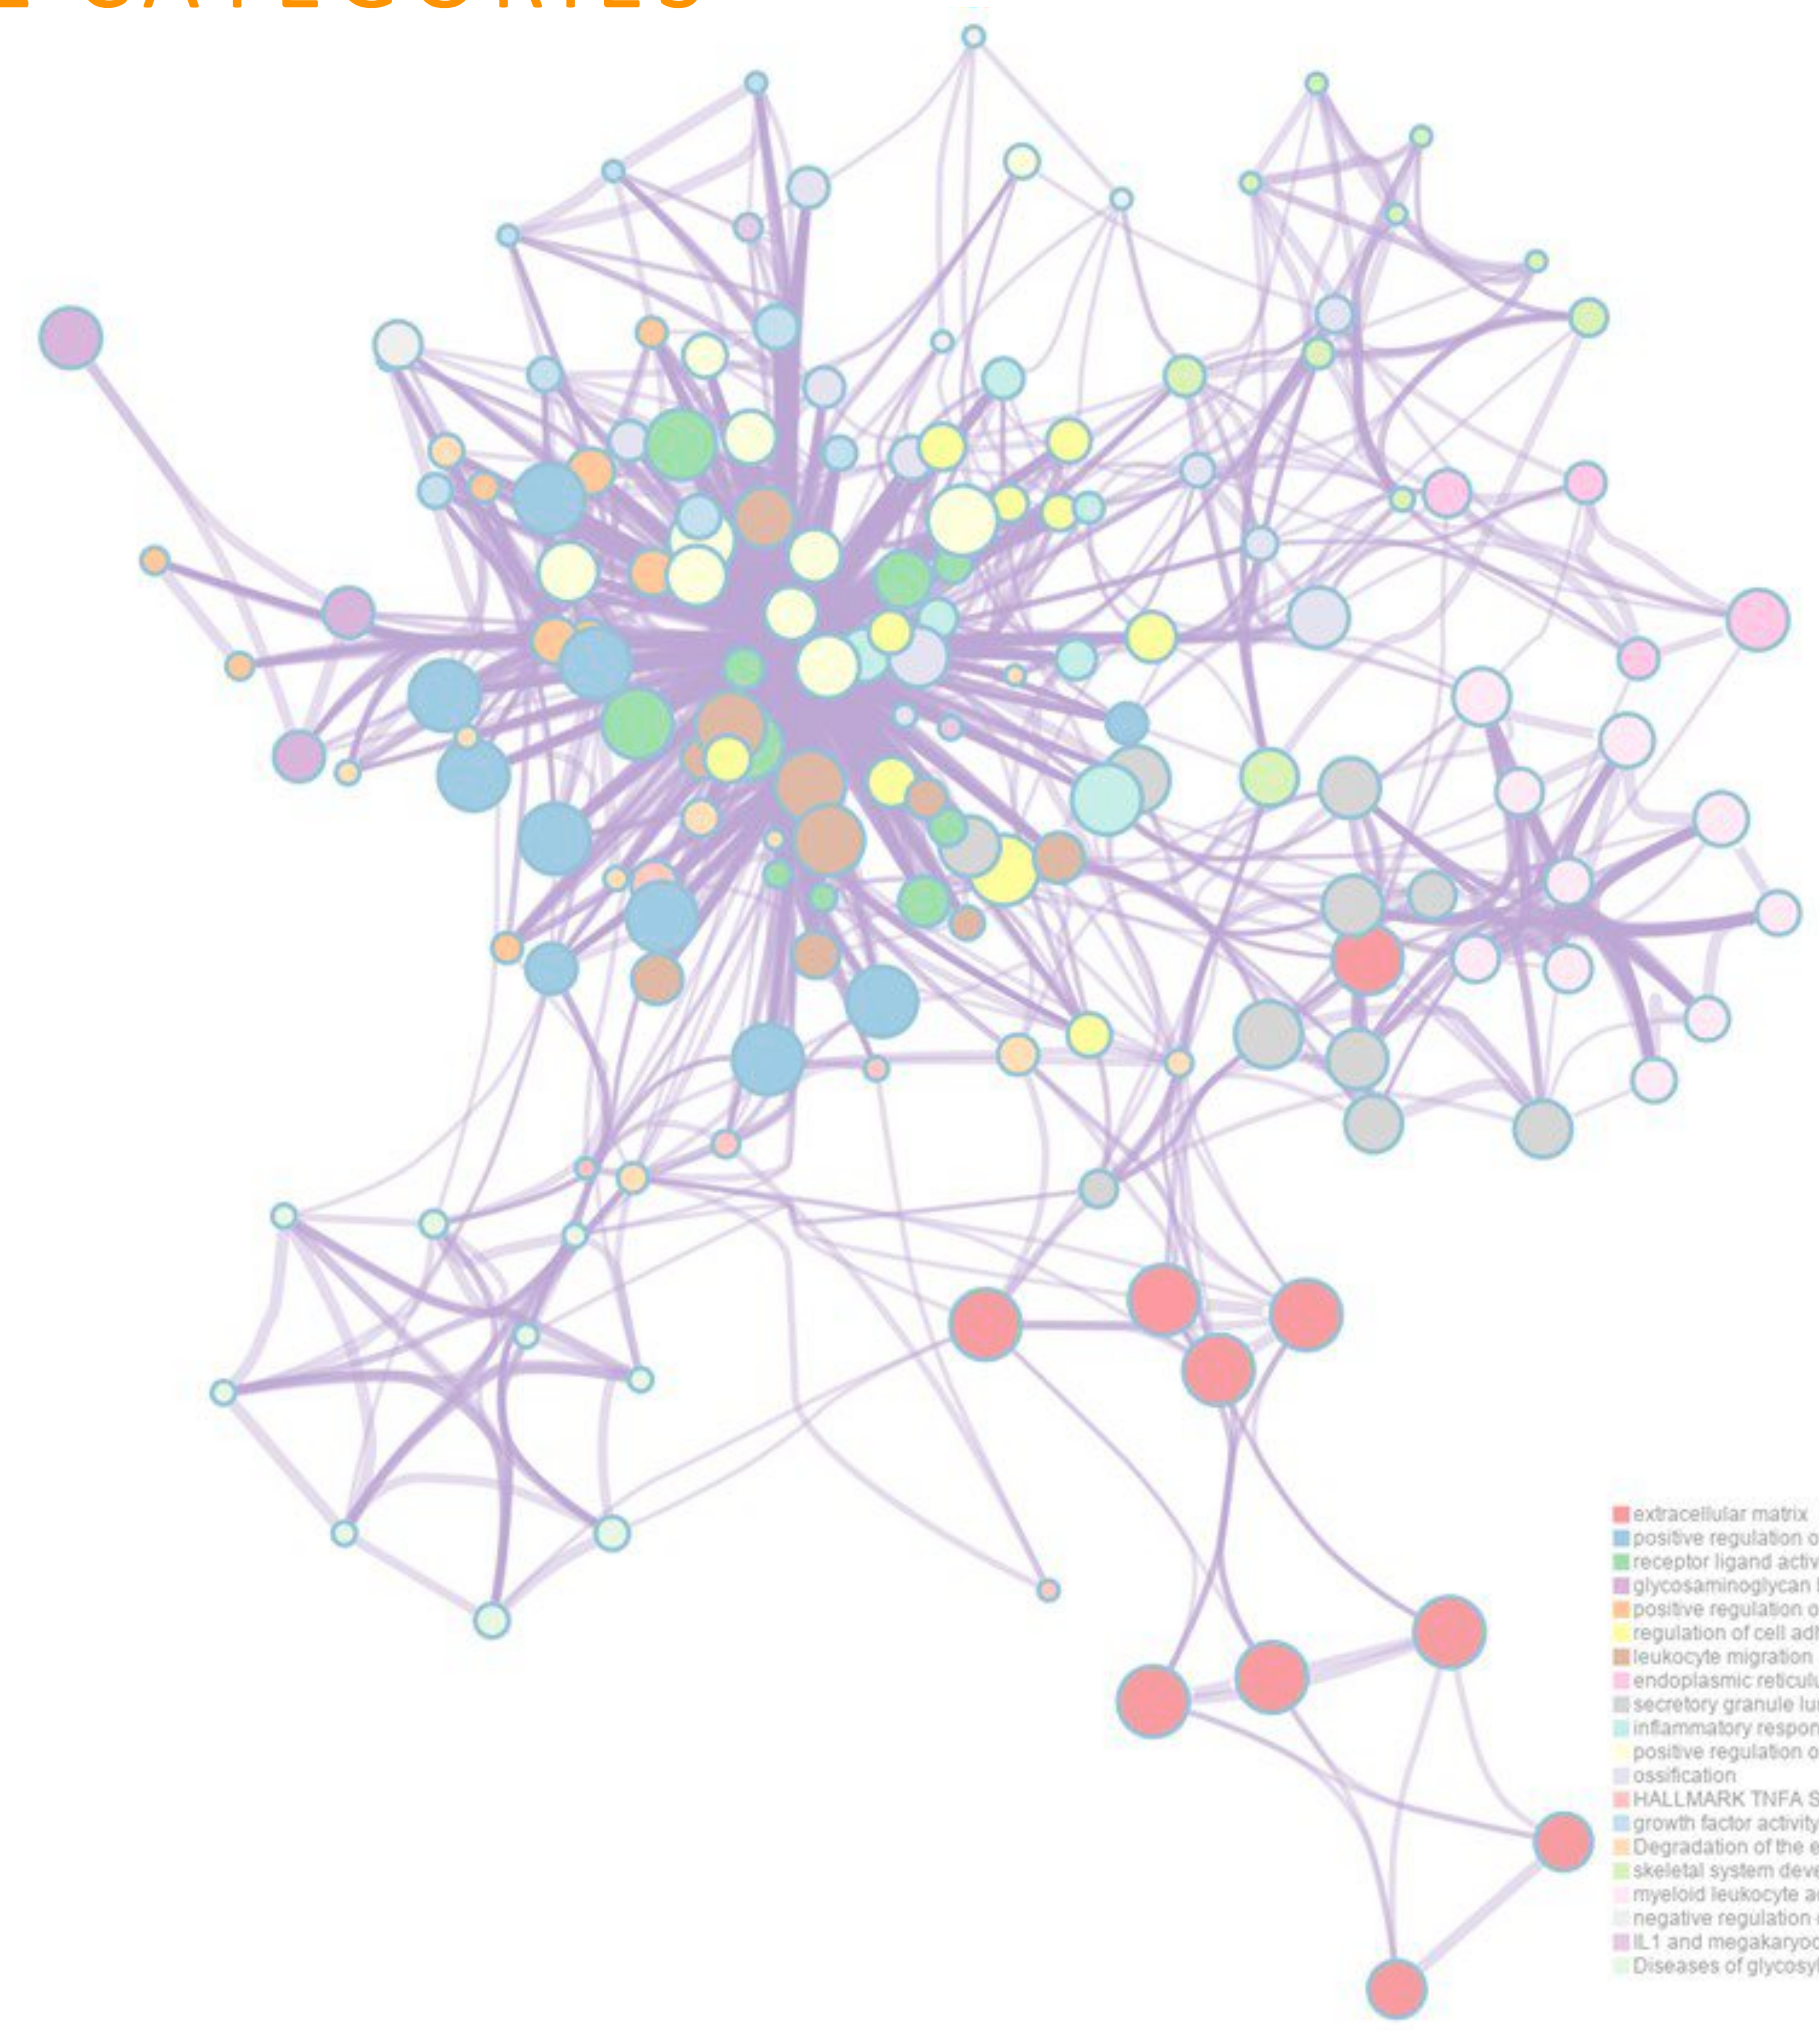 CATEGORIES
extracellular matrix
positive regulation o
receptor ligand activ
glycosaminoglycan
positive regulation o
regulation of cell adh
leukocyte migration
endoplasmic reticulu
secretory granule lu
inflammatory respon
positive regulation o
ossification
HALLMARK TNFA S
growth factor activity
Degradation of the e
skeletal system deve
myeloid leukocyte a
negative regulation
IL1 and megakaryoc
Diseases of glycosyl